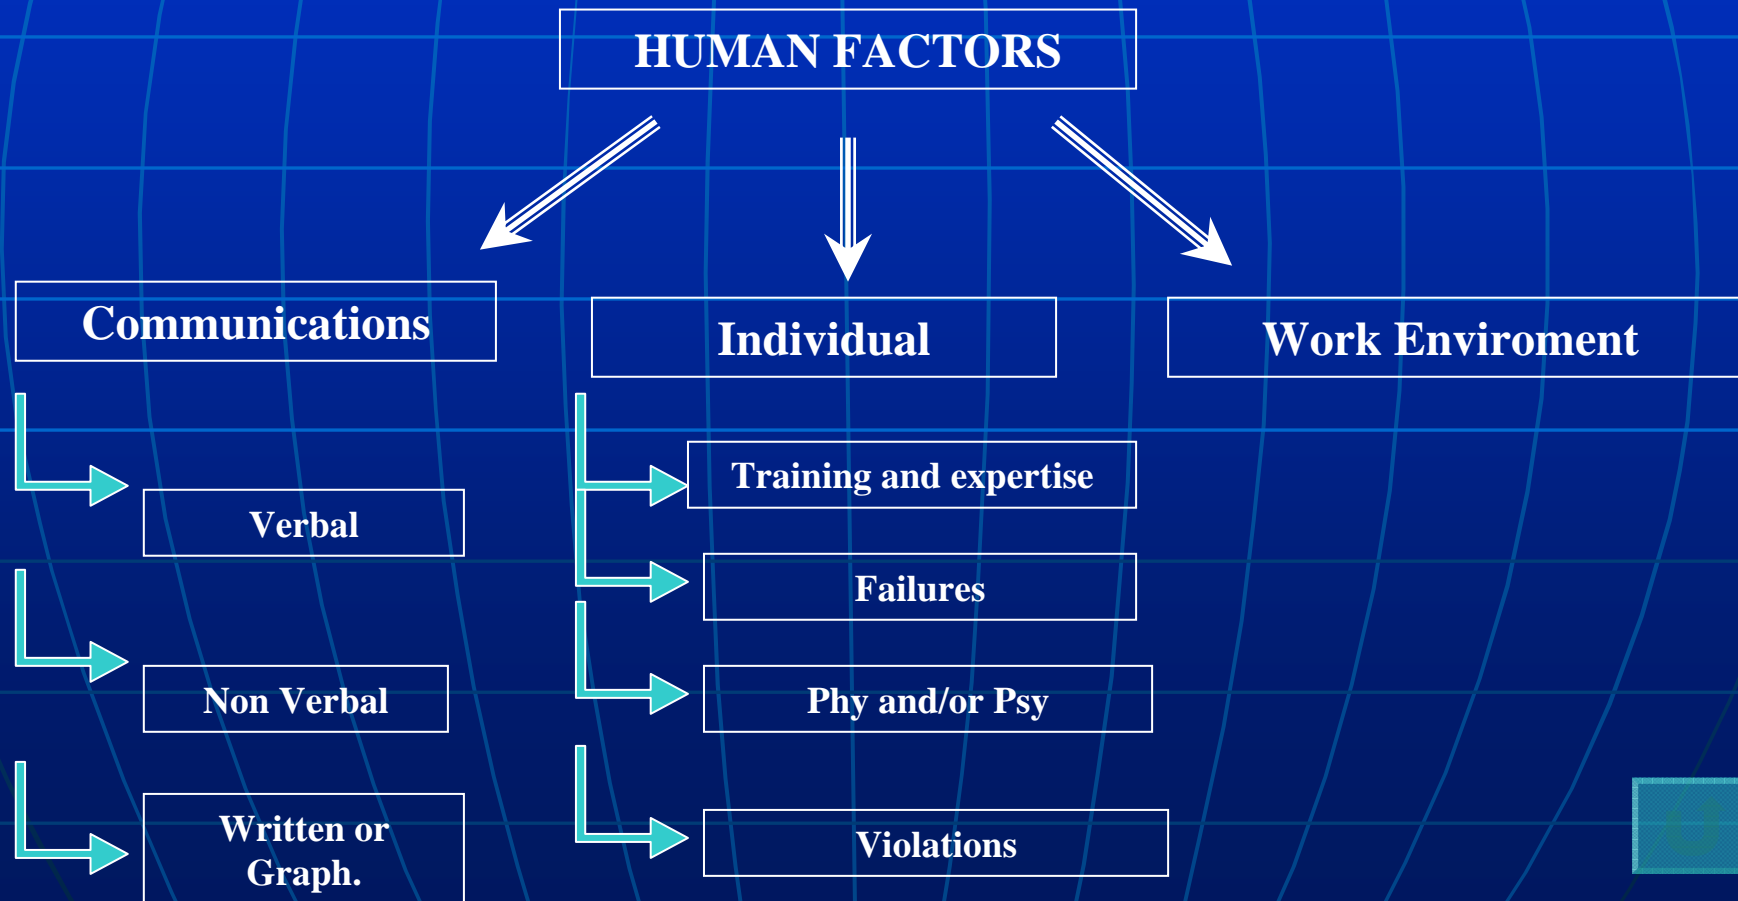 HUMAN FACTORS
Communications
Individual
Work Enviroment
Verbal
Non Verbal
Written or
Graph.
Training and expertise
Failures
Phy and/or Psy
Violations